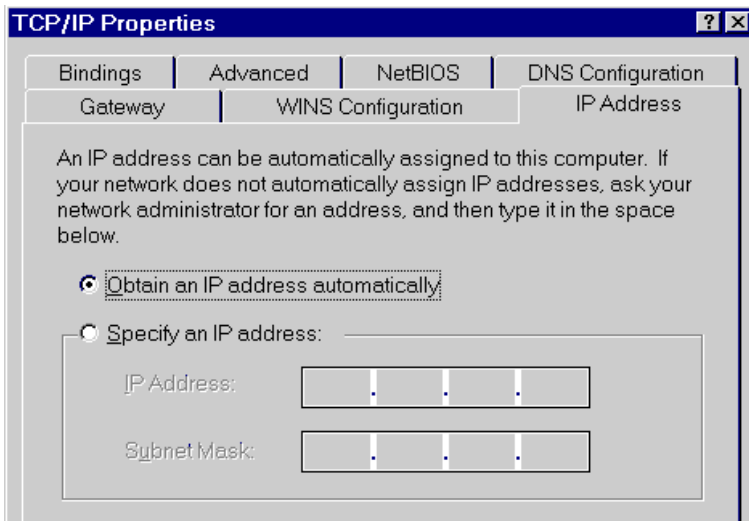 TCP/IP Properties
? ×
Bindings Advanced NetBIOS DNS Configuration
Gateway WINS Configuration IP Address
An IP address can be automatically assigned to this computer. If
your network does not automatically assign IP addresses, ask your
network administrator for an address, and then type it in the space
below.
Obtain an IP address automatically
Specify an IP address:
IP Address: . . .
Subnet Mask: . . .